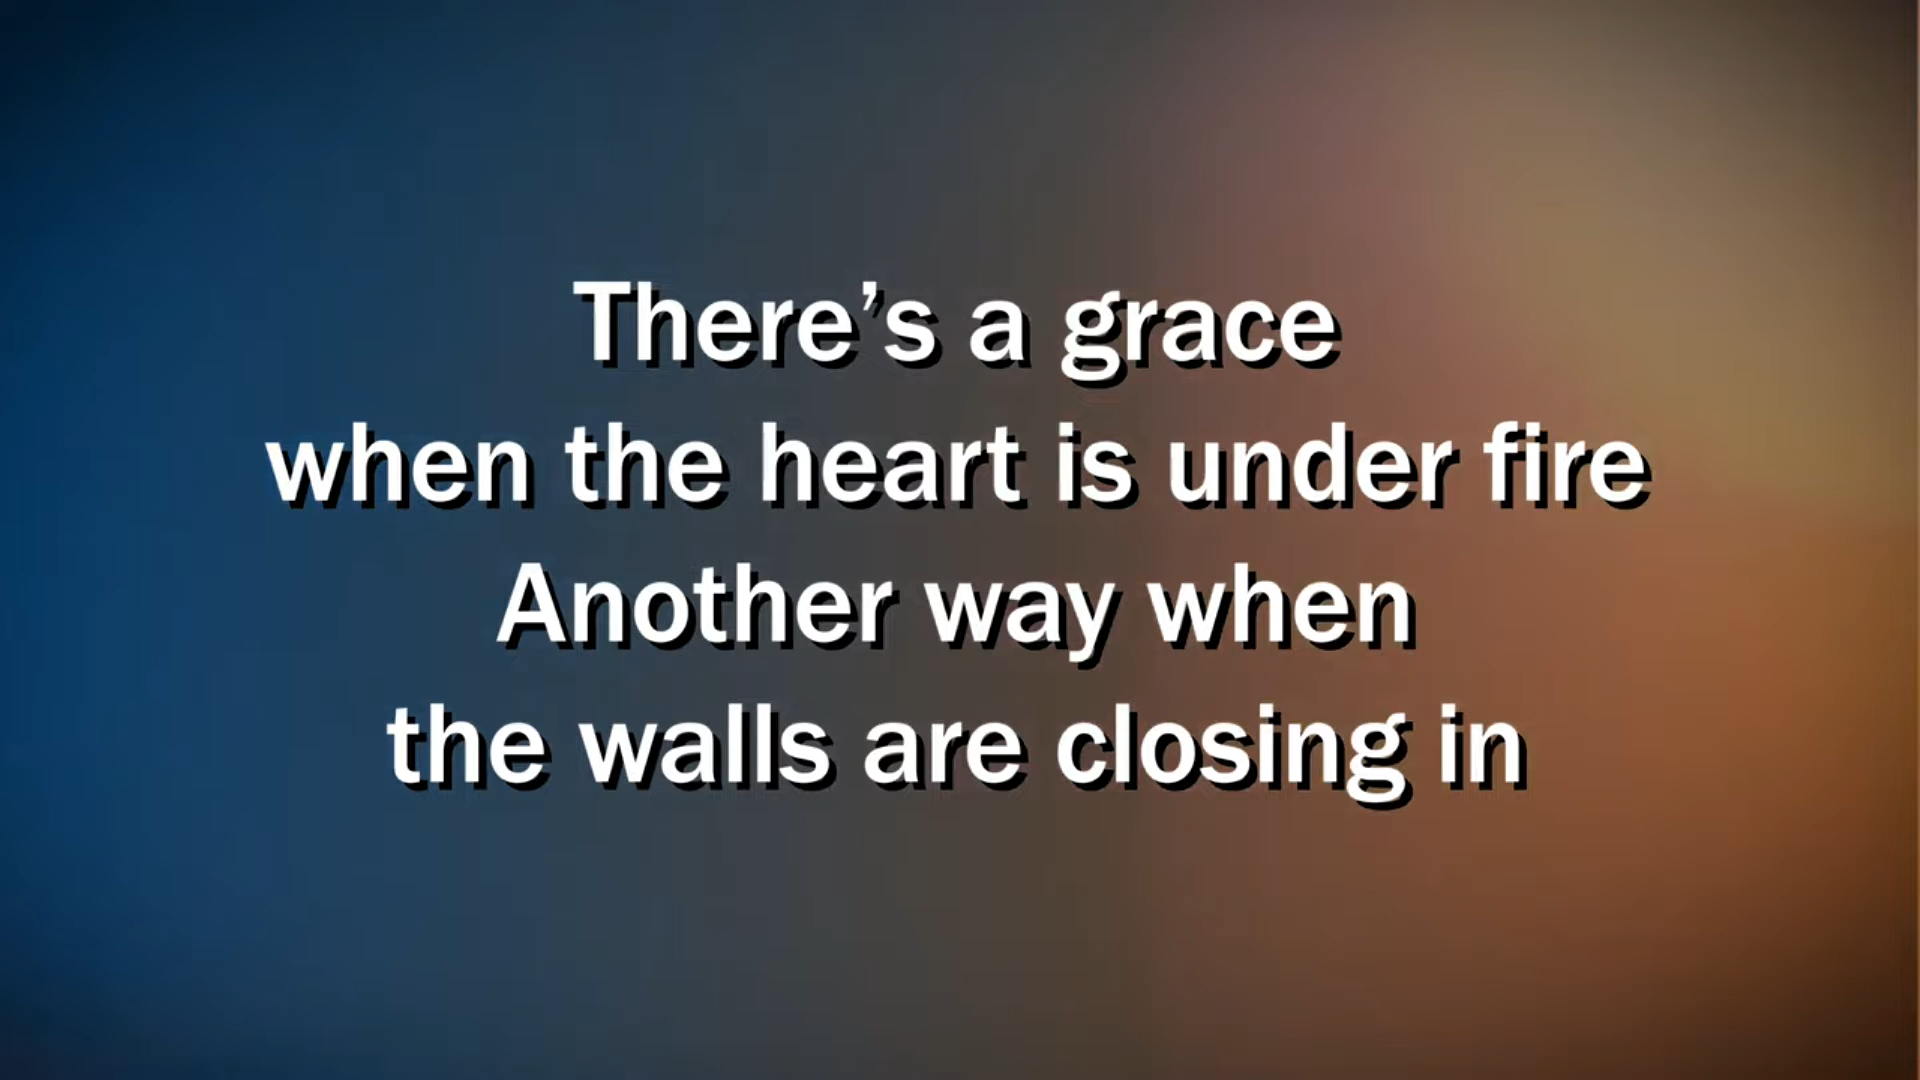 There’s a grace
when the heart is under fire
Another way when
the walls are closing in